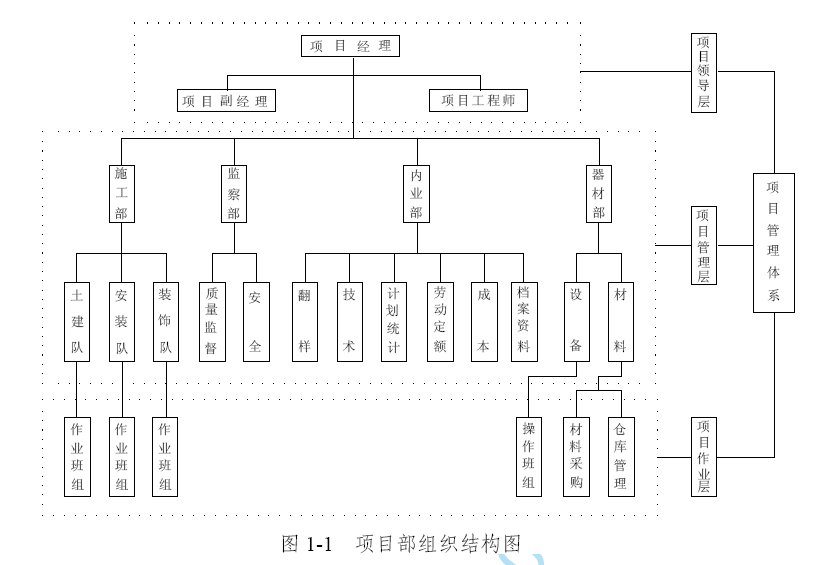 项目经理
项目副经理
项目工程师
项目领导层
施工部
监察部
内业部
器材部
项目管理层
项目管理体系
土建队
安装队
装饰队
质量监督
安全
翻样
技术
计划统计
劳动定额
成本
档案资料
设备
材料
作业班组
作业班组
作业班组
操作班组
材料采购
仓库管理
项目作业层
图 1-1 项目部组织结构图